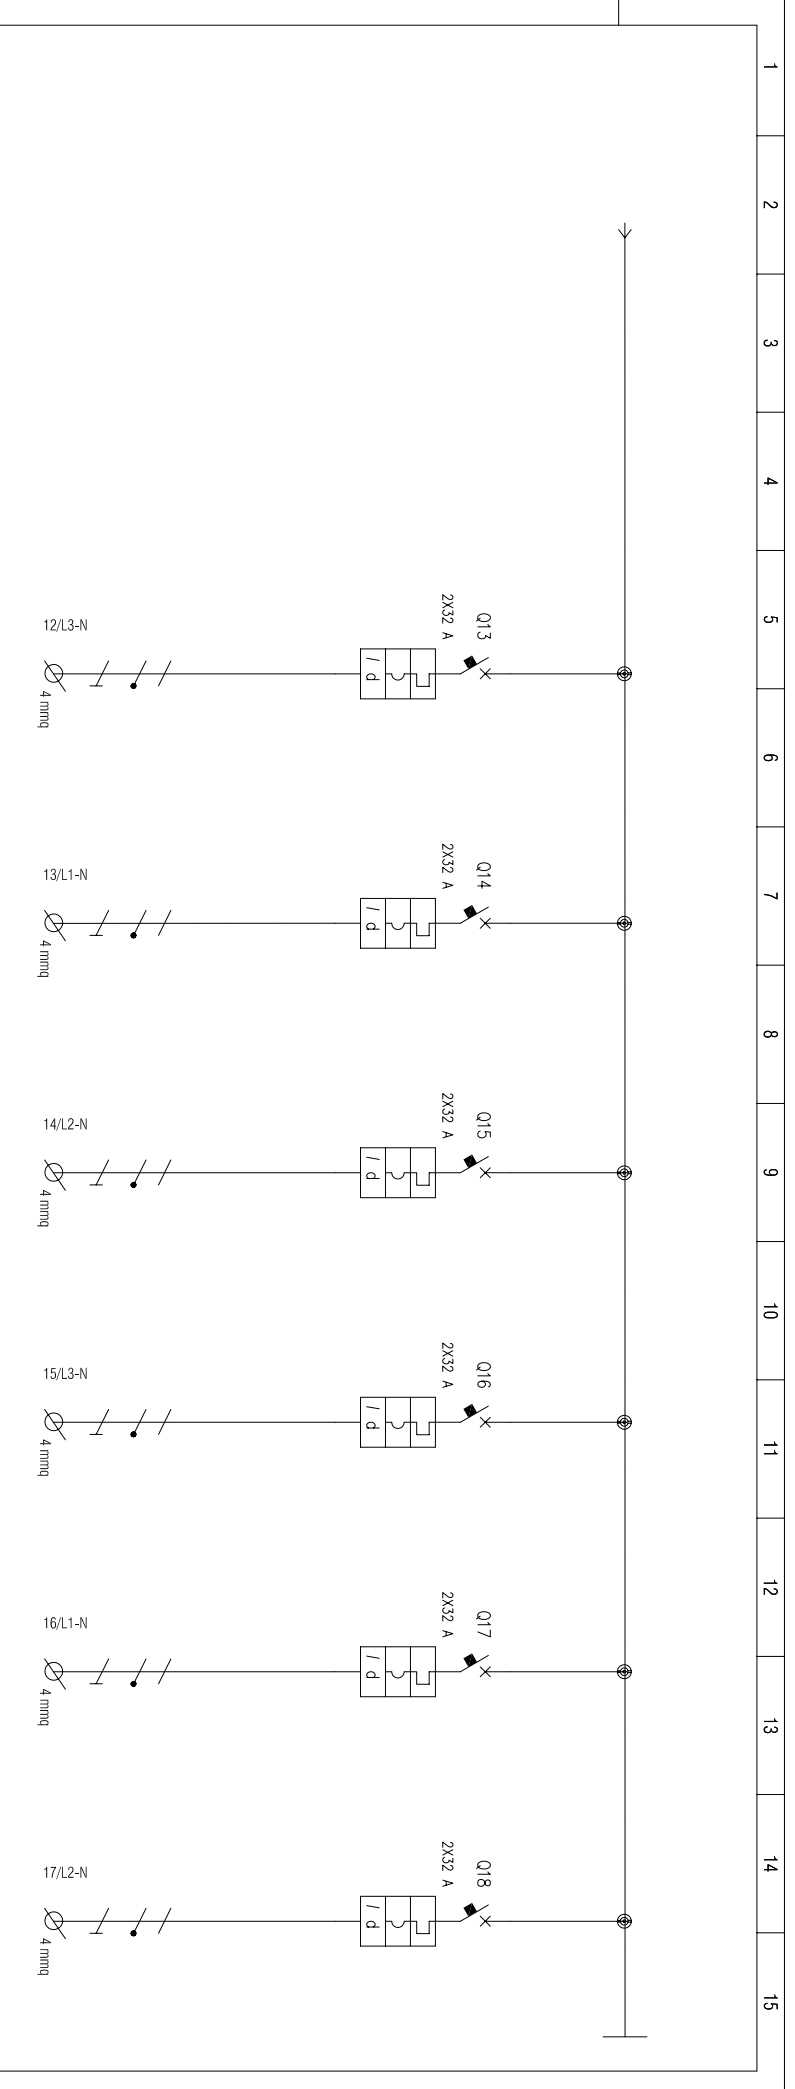 1
2
3
4
5
6
7
8
9
10
11
12
13
14
15
Q13
2X32 A
I d
12/L3-N
4 mmq
Q14
2X32 A
I d
13/L1-N
4 mmq
Q15
2X32 A
I d
14/L2-N
4 mmq
Q16
2X32 A
I d
15/L3-N
4 mmq
Q17
2X32 A
I d
16/L1-N
4 mmq
Q18
2X32 A
I d
17/L2-N
4 mmq